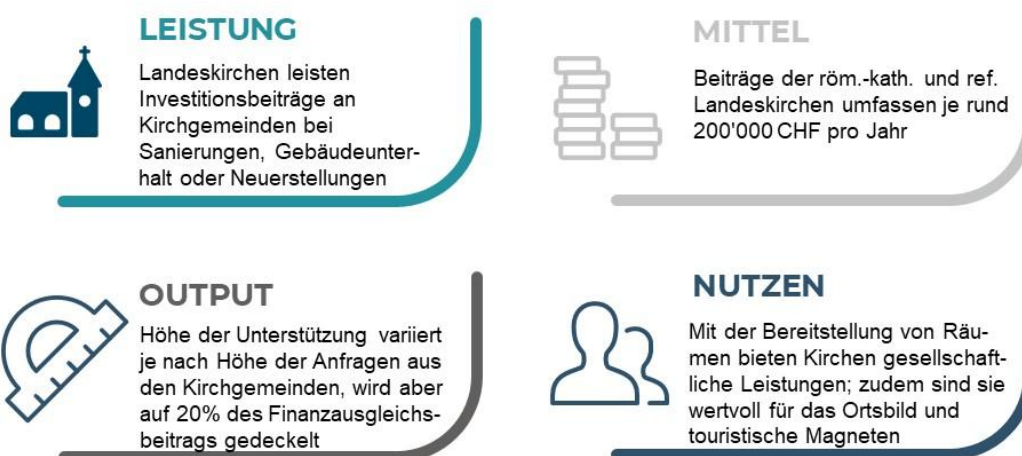 LEISTUNG
Landeskirchen leisten
Investitionsbeiträge an
Kirchgemeinden bei
Sanierungen, Gebäudeunter-
halt oder Neuerstellungen
MITTEL
Beiträge der röm.-kath. und ref.
Landeskirchen umfassen je rund
200'000 CHF pro Jahr
OUTPUT
Höhe der Unterstützung variiert
je nach Höhe der Anfragen aus
den Kirchgemeinden, wird aber
auf 20% des Finanzausgleichs-
beitrags gedeckelt
NUTZEN
Mit der Bereitstellung von Räu-
men bieten Kirchen gesellschaft-
liche Leistungen; zudem sind sie
wertvoll für das Ortsbild und
touristische Magneten